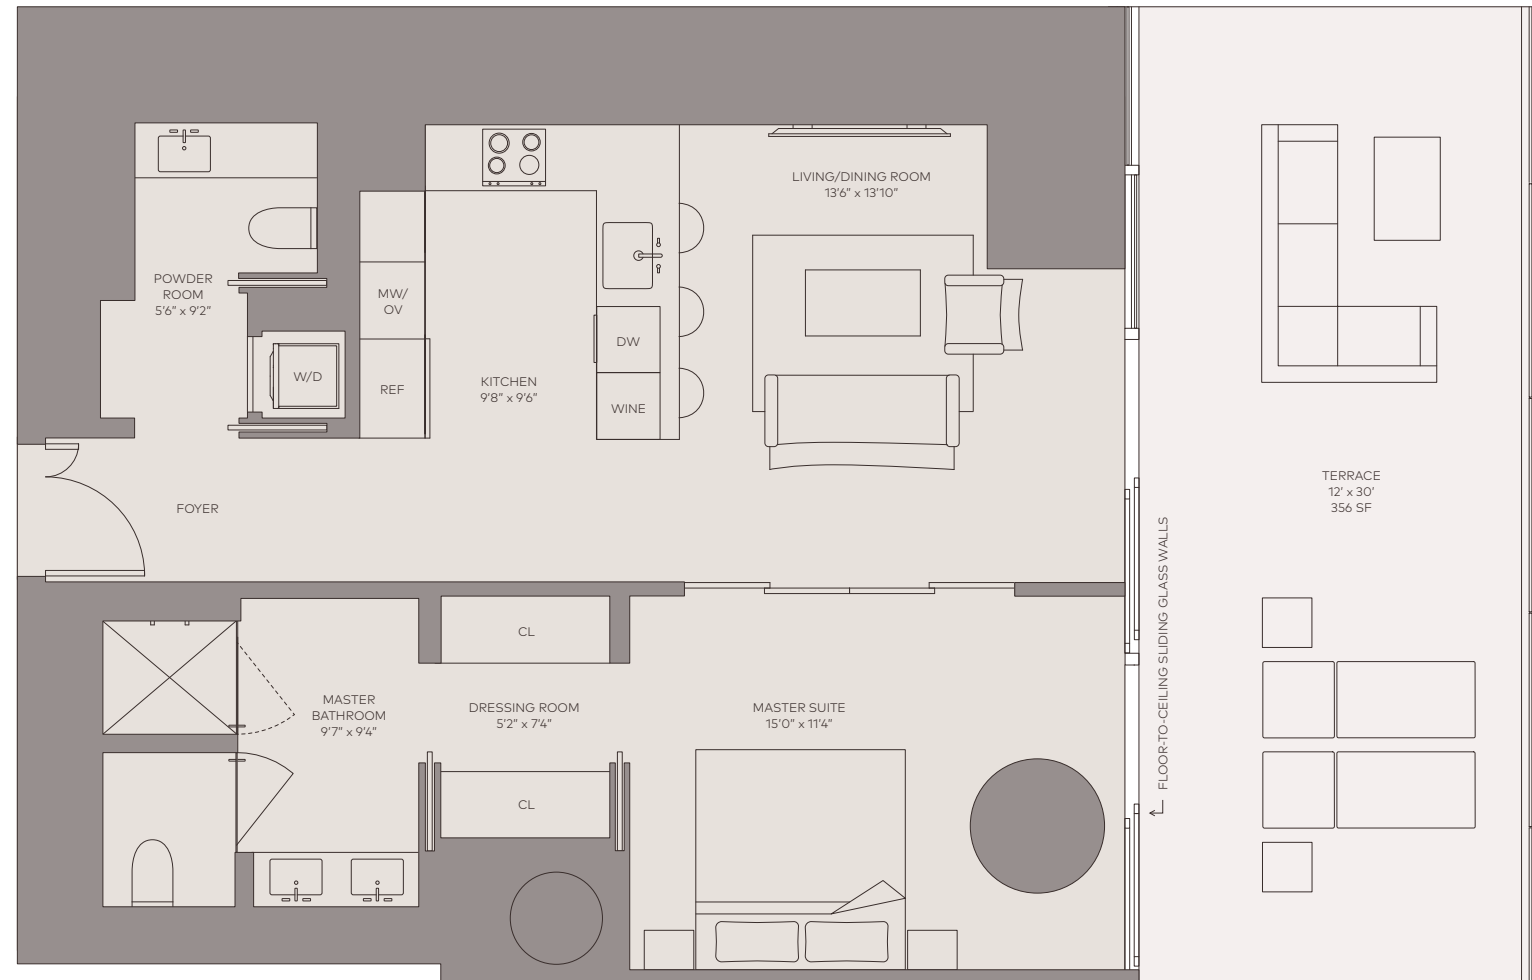 LIVING/DINING ROOM
13'6" x 13'10"
POWDER
ROOM
5'6" x 9'2"
MW/
OV
DW
W/D
REF
KITCHEN
9'8" x 9'6"
WINE
TERRACE
12' x 30'
356 SF
FOYER
FLOOR-TO-CEILING SLIDING GLASS WALLS
CL
MASTER
BATHROOM
9'7" x 9'4"
DRESSING ROOM
5'2" x 7'4"
MASTER SUITE
15'0" x 11'4"
CL